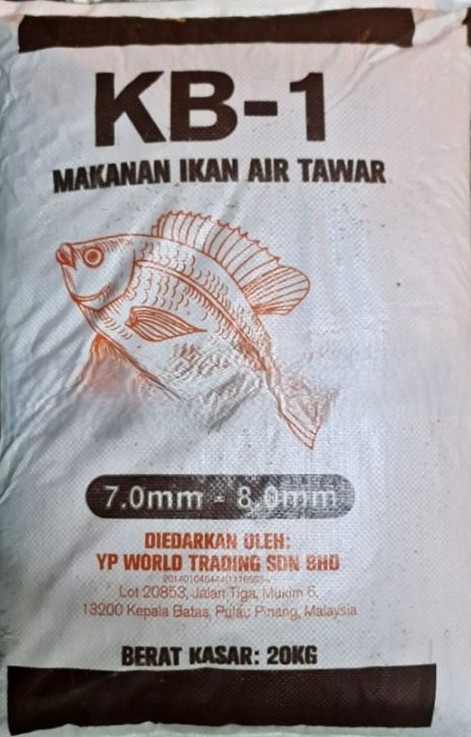 KB-1
MAKANAN IKAN AIR TAWAR
7.0mm - 8.0mm
DIEDARKAN OLEH:
YP WORLD TRADING SDN BHD
Lot 20853, Jalan Tiga, Mukim 6,
13200 Kepala Batas, Pulau Pinang, Malaysia
BERAT KASAR: 20KG